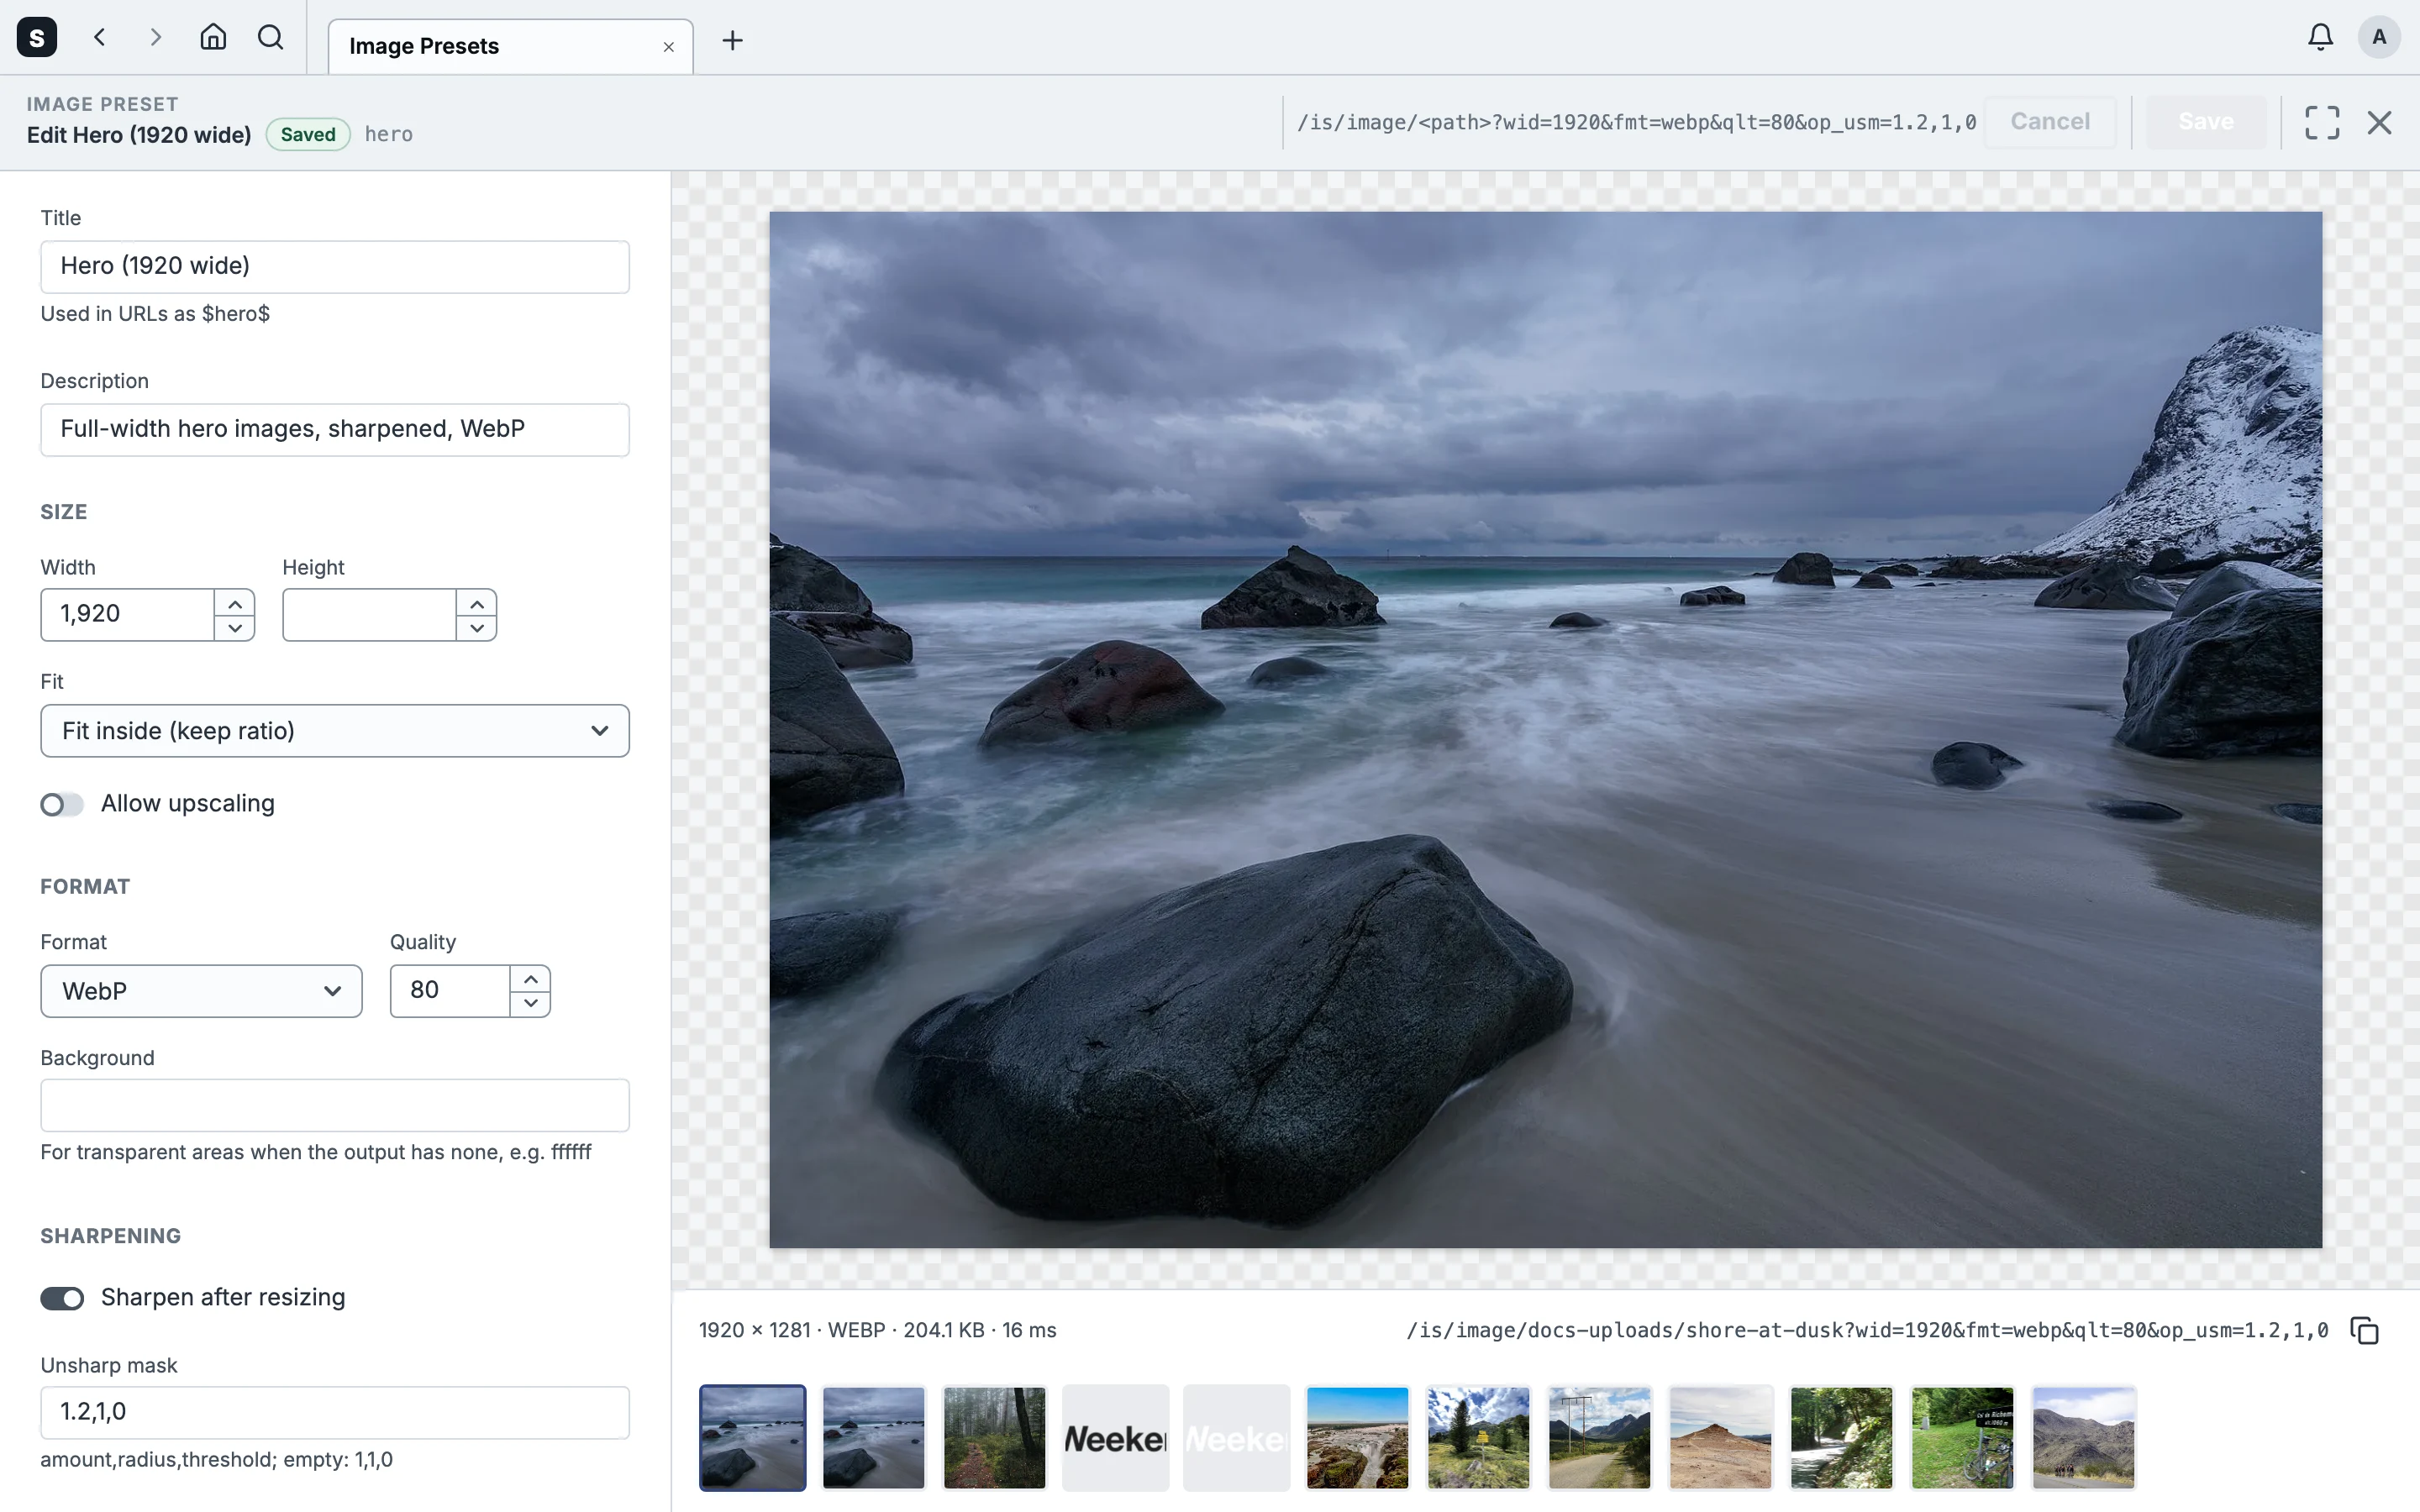 S
Image Presets
A
IMAGE PRESET
Edit Hero (1920 wide) Saved hero
/is/image/<path>?wid=1920&fmt=webp&qlt=80&op_usm=1.2,1,0
Cancel
Save
Title
Hero (1920 wide)
Used in URLs as $hero$
Description
Full-width hero images, sharpened, WebP
SIZE
Width Height
1,920
Fit
Fit inside (keep ratio)
Allow upscaling
FORMAT
Format Quality
WebP 80
Background
For transparent areas when the output has none, e.g. ffffff
SHARPENING
Sharpen after resizing
Unsharp mask
1.2,1,0
amount,radius,threshold; empty: 1,1,0
1920 × 1281 · WEBP · 204.1 KB · 16 ms
/is/image/docs-uploads/shore-at-dusk?wid=1920&fmt=webp&qlt=80&op_usm=1.2,1,0